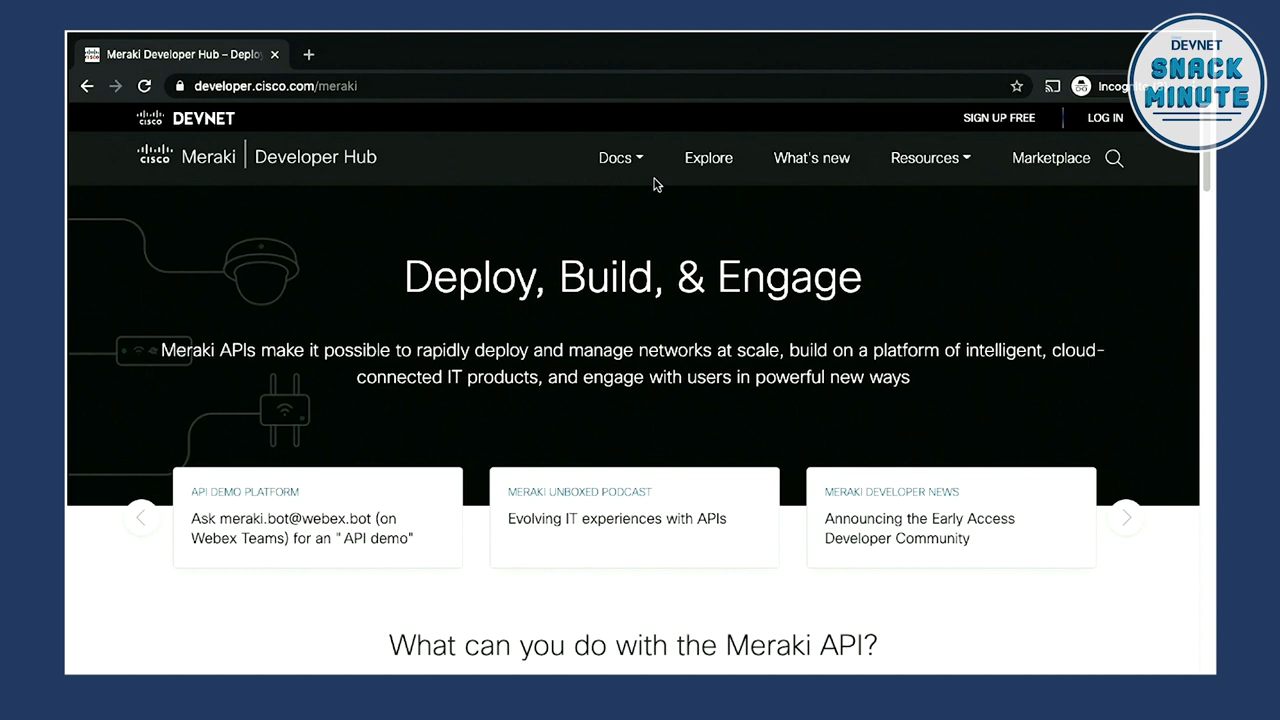 Meraki Developer Hub – Deplo
developer.cisco.com/meraki
DEVNET
SNACK
MINUTE
CISCO DEVNET
SIGN UP FREE
LOG IN
CISCO Meraki Developer Hub
Docs
Explore
What's new
Resources
Marketplace
Deploy, Build, & Engage
Meraki APIs make it possible to rapidly deploy and manage networks at scale, build on a platform of intelligent, cloud-
connected IT products, and engage with users in powerful new ways
API DEMO PLATFORM
Ask meraki.bot@webex.bot (on
Webex Teams) for an "API demo"
MERAKI UNBOXED PODCAST
Evolving IT experiences with APIs
MERAKI DEVELOPER NEWS
Announcing the Early Access
Developer Community
What can you do with the Meraki API?